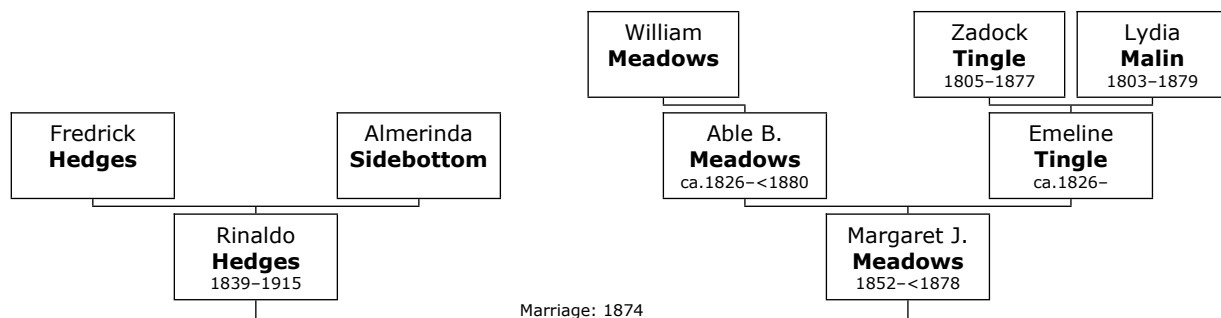 William
Meadows
Zadock
Tingle
1805–1877
Lydia
Malin
1803–1879
Fredrick
Hedges
Almerinda
Sidebottom
Able B.
Meadows
ca.1826–<1880
Emeline
Tingle
ca.1826–
Rinaldo
Hedges
1839–1915
Margaret J.
Meadows
1852–<1878
Marriage: 1874